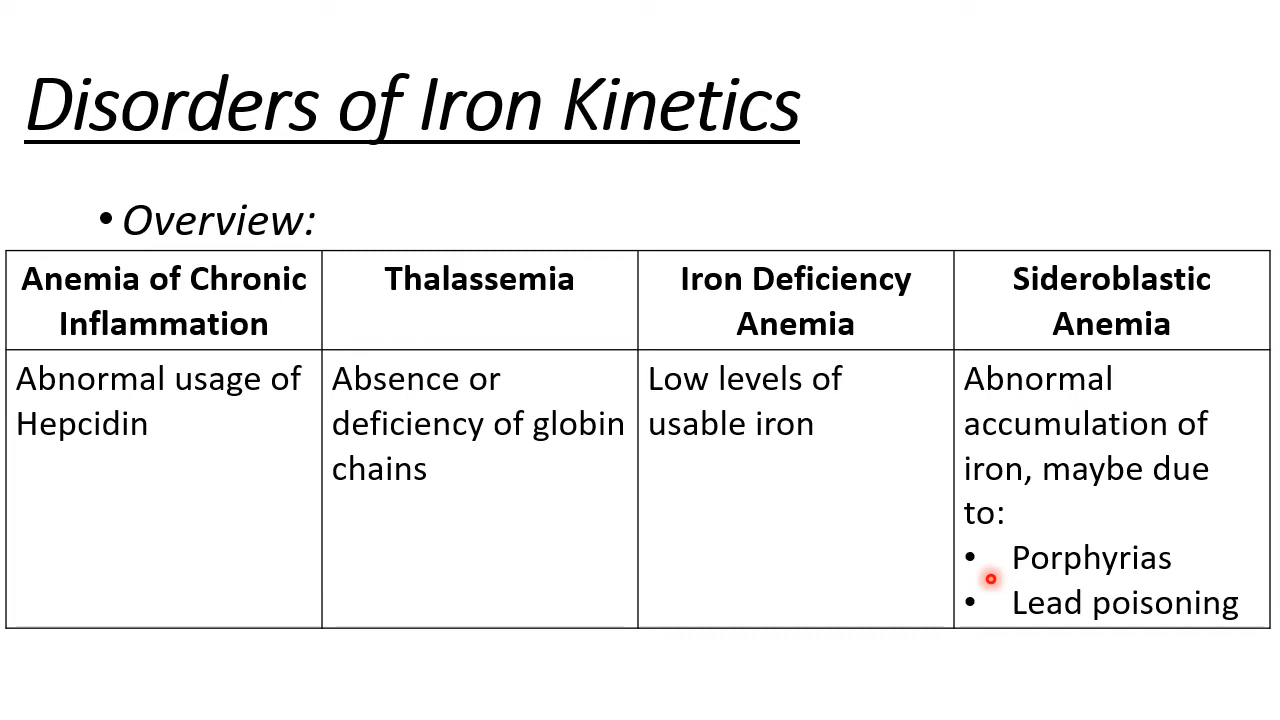 Disorders of Iron Kinetics
• Overview:
Anemia of Chronic
Inflammation
Thalassemia
Iron Deficiency
Anemia
Sideroblastic
Anemia
Abnormal usage of
Hepcidin
Absence or
deficiency of globin
chains
Low levels of
usable iron
Abnormal
accumulation of
iron, maybe due
to:
• Porphyrias
• Lead poisoning